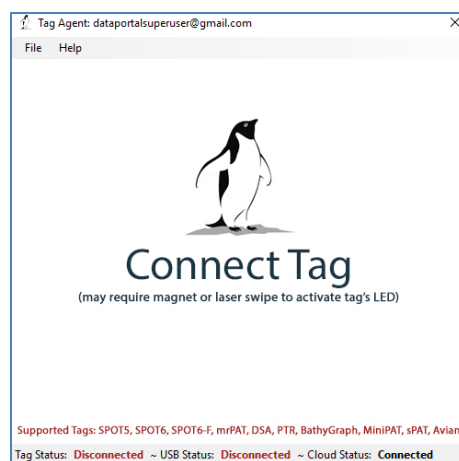 Tag Agent: dataportalsuperuser@gmail.com
File Help
Connect Tag
(may require magnet or laser swipe to activate tag's LED)
Supported Tags: SPOT5, SPOT6, SPOT6-F, mrPAT, DSA, PTR, BathyGraph, MiniPAT, sPAT, Avian
Tag Status: Disconnected ~ USB Status: Disconnected ~ Cloud Status: Connected